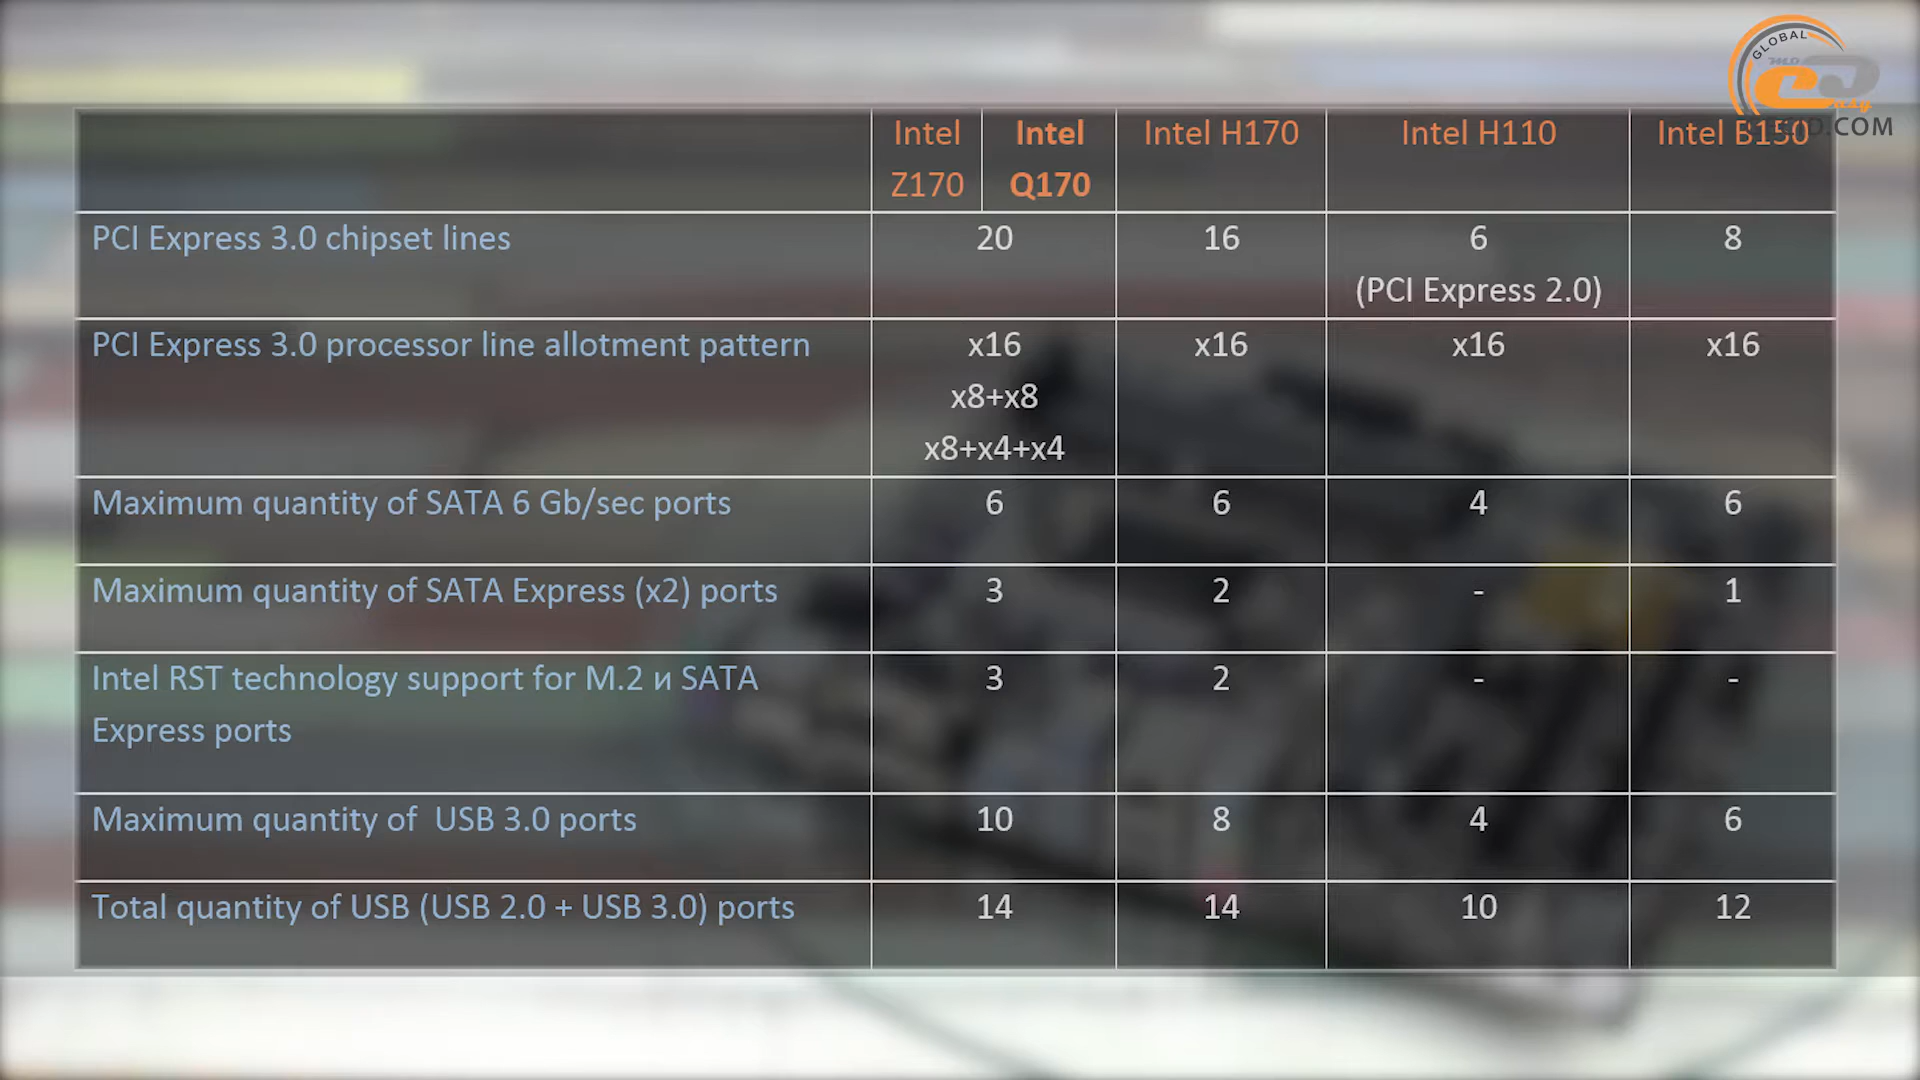 GLOBAL
Intel Z170
Intel Q170
Intel H170
Intel H110
Intel B150
.COM
PCI Express 3.0 chipset lines
20
16
6
(PCI Express 2.0)
8
PCI Express 3.0 processor line allotment pattern
x16
x8+x8
x8+x4+x4
x16
x16
x16
Maximum quantity of SATA 6 Gb/sec ports
6
6
4
6
Maximum quantity of SATA Express (x2) ports
3
2
-
1
Intel RST technology support for M.2 и SATA
Express ports
3
2
-
-
Maximum quantity of  USB 3.0 ports
10
8
4
6
Total quantity of USB (USB 2.0 + USB 3.0) ports
14
14
10
12